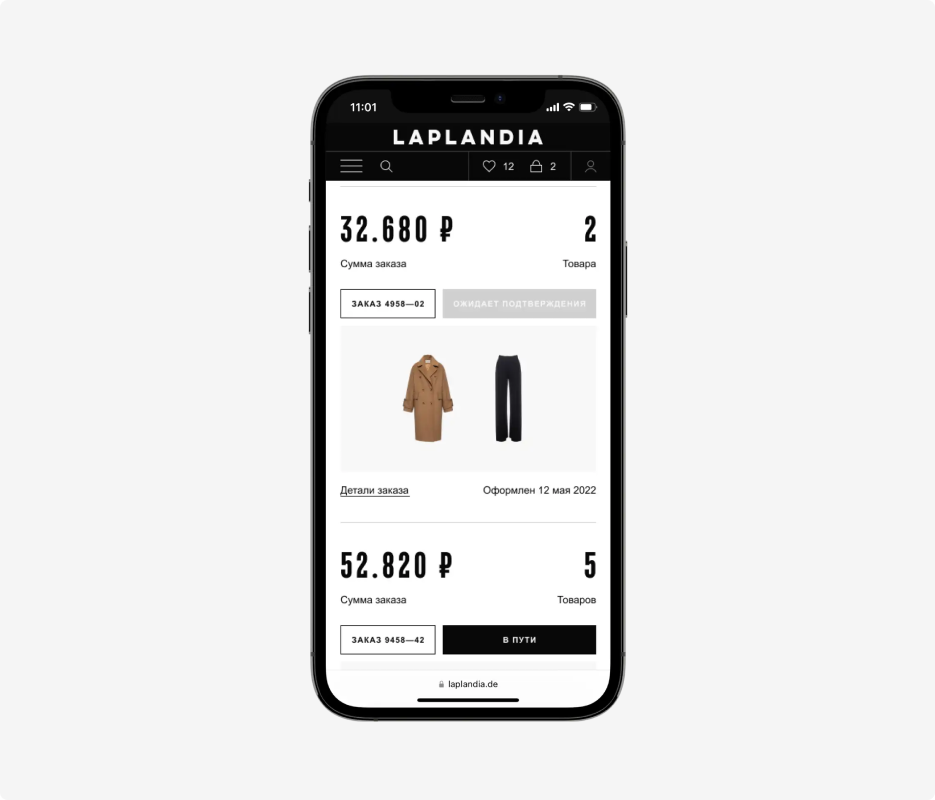 11:01
LAPLANDIA
12 2
32.680 ₽ 2
Сумма заказа Товара
ЗАКАЗ 4958—02 ОЖИДАЕТ ПОДТВЕРЖДЕНИЯ
Детали заказа Оформлен 12 мая 2022
52.820 ₽ 5
Сумма заказа Товаров
ЗАКАЗ 9458—42 В ПУТИ
laplandia.de